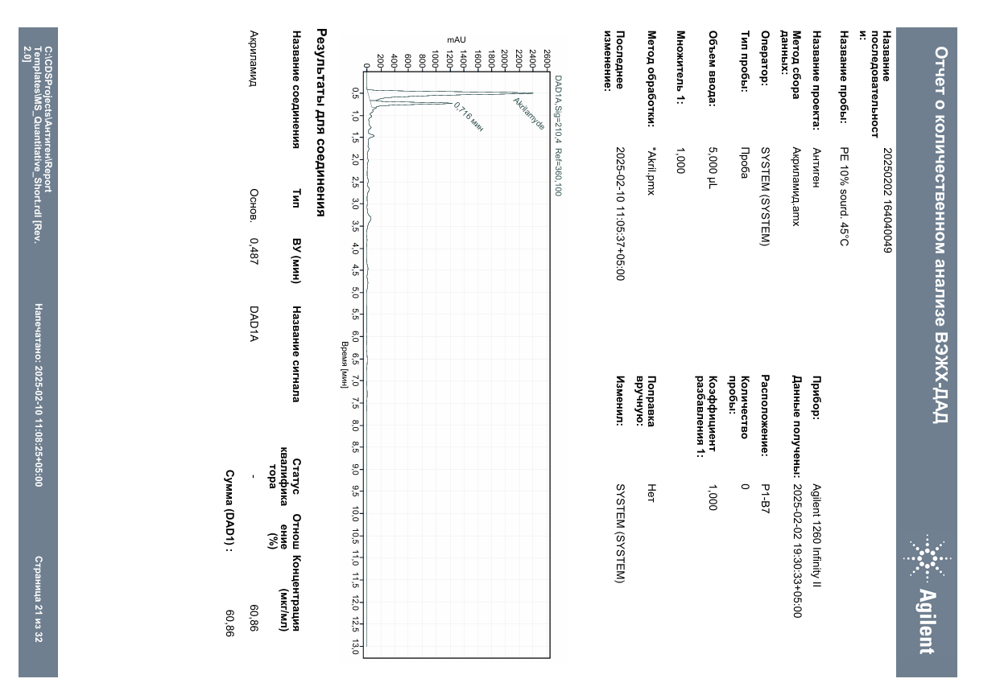 Отчет о количественном анализе ВЭЖХ-ДАД
Agilent
Название
последовательност
и:
20250202 164040049
Название пробы: PE 10% sourd. 45°C
Название проекта: Антиген
Прибор: Agilent 1260 Infinity II
Метод сбора
данных:
Акриламид.amx
Данные получены: 2025-02-02 19:30:33+05:00
Оператор: SYSTEM (SYSTEM)
Расположение: P1-B7
Тип пробы: Проба
Количество
пробы:
0
Объем ввода: 5,000 µL
Коэффициент
разбавления 1:
1,000
Множитель 1: 1,000
Метод обработки: *Akril.pmx
Поправка
вручную:
Нет
Последнее
изменение:
2025-02-10 11:05:37+05:00
Изменил: SYSTEM (SYSTEM)
DAD1A,Sig=210,4 Ref=360,100
mAU
2600
2400
2200
2000
1800
1600
1400
1200
1000
800
600
400
200
0
Akrilamyde
0,716 мин
0,5 1,0 1,5 2,0 2,5 3,0 3,5 4,0 4,5 5,0 5,5 6,0 6,5 7,0 7,5 8,0 8,5 9,0 9,5 10,0 10,5 11,0 11,5 12,0 12,5 13,0
Время [мин]
Результаты для соединения
Название соединения Тип ВУ (мин) Название сигнала
Статус
квалифика
тора
Отнош
ение
(%)
Концентрация
(мкг/мл)
Акриламид Основ. 0,487 DAD1A - 60,86
Сумма (DAD1) : 60,86
C:\CDSProjects\Антиген\Report
Templates\MS_Quantitative_Short.rdl [Rev.
2.0]
Напечатано: 2025-02-10 11:08:25+05:00
Страница 21 из 32